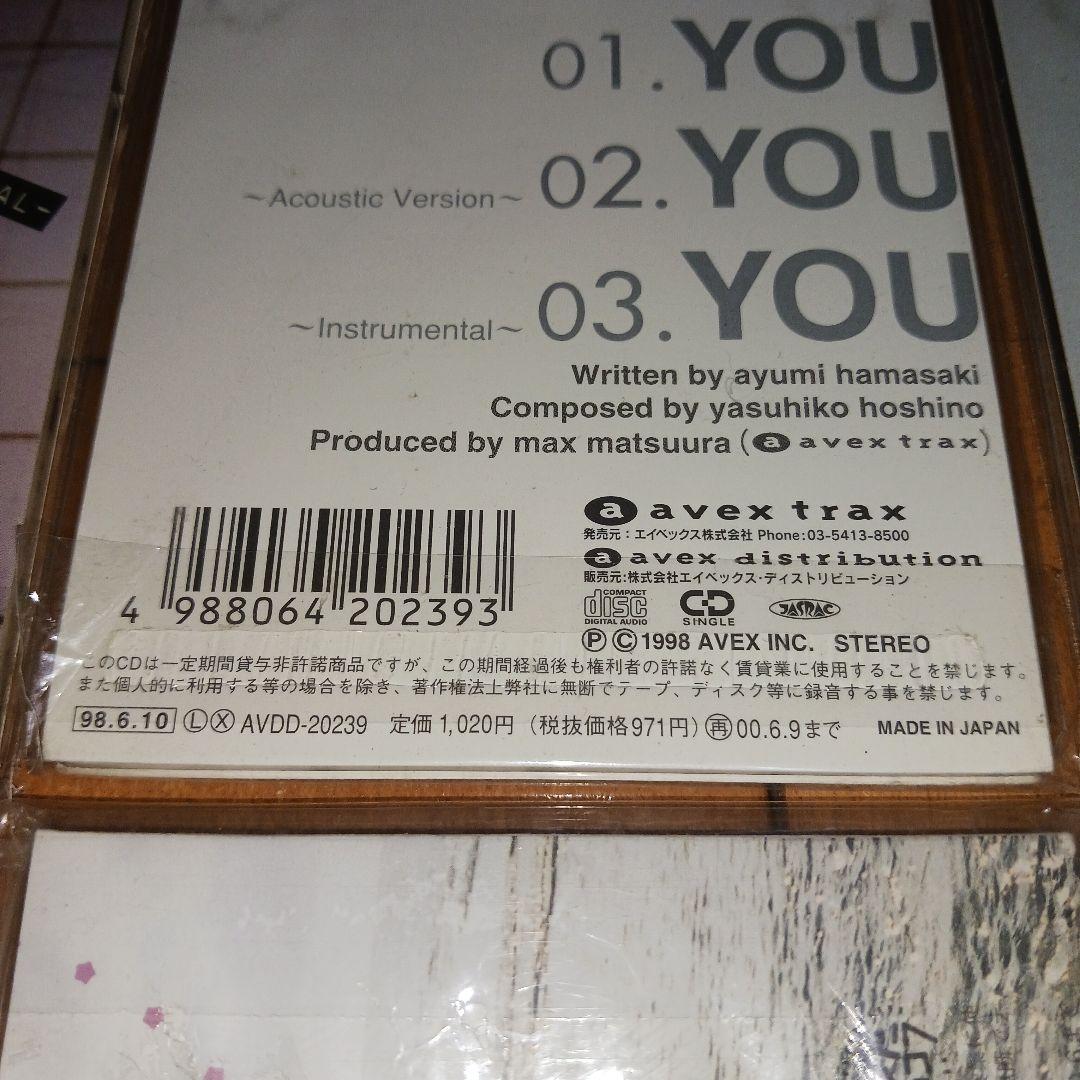 01.YOU
~Acoustic Version~ 02.YOU
~Instrumental~ 03.YOU
Written by ayumi hamasaki
Composed by yasuhiko hoshino
Produced by max matsuura (a avex trax)
a avex trax
発売元：エイベックス株式会社 Phone:03-5413-8500
a avex distribution
販売元:株式会社エイベックス・ディストリビューション
COMPACT disc DIGITAL AUDIO CD SINGLE JASRAC
ⓅⒸ1998 AVEX INC. STEREO
4 988064 202393
このCDは一定期間貸与非許諾商品ですが、この期間経過後も権利者の許諾なく賃貸業に使用することを禁じます。
また個人的に利用する等の場合を除き、著作権法上弊社に無断でテープ、ディスク等に録音する事を禁じます。
98.6.10 ⓁⓍ AVDD-20239 定価1,020円（税抜価格971円）再00.6.9まで MADE IN JAPAN
AL-